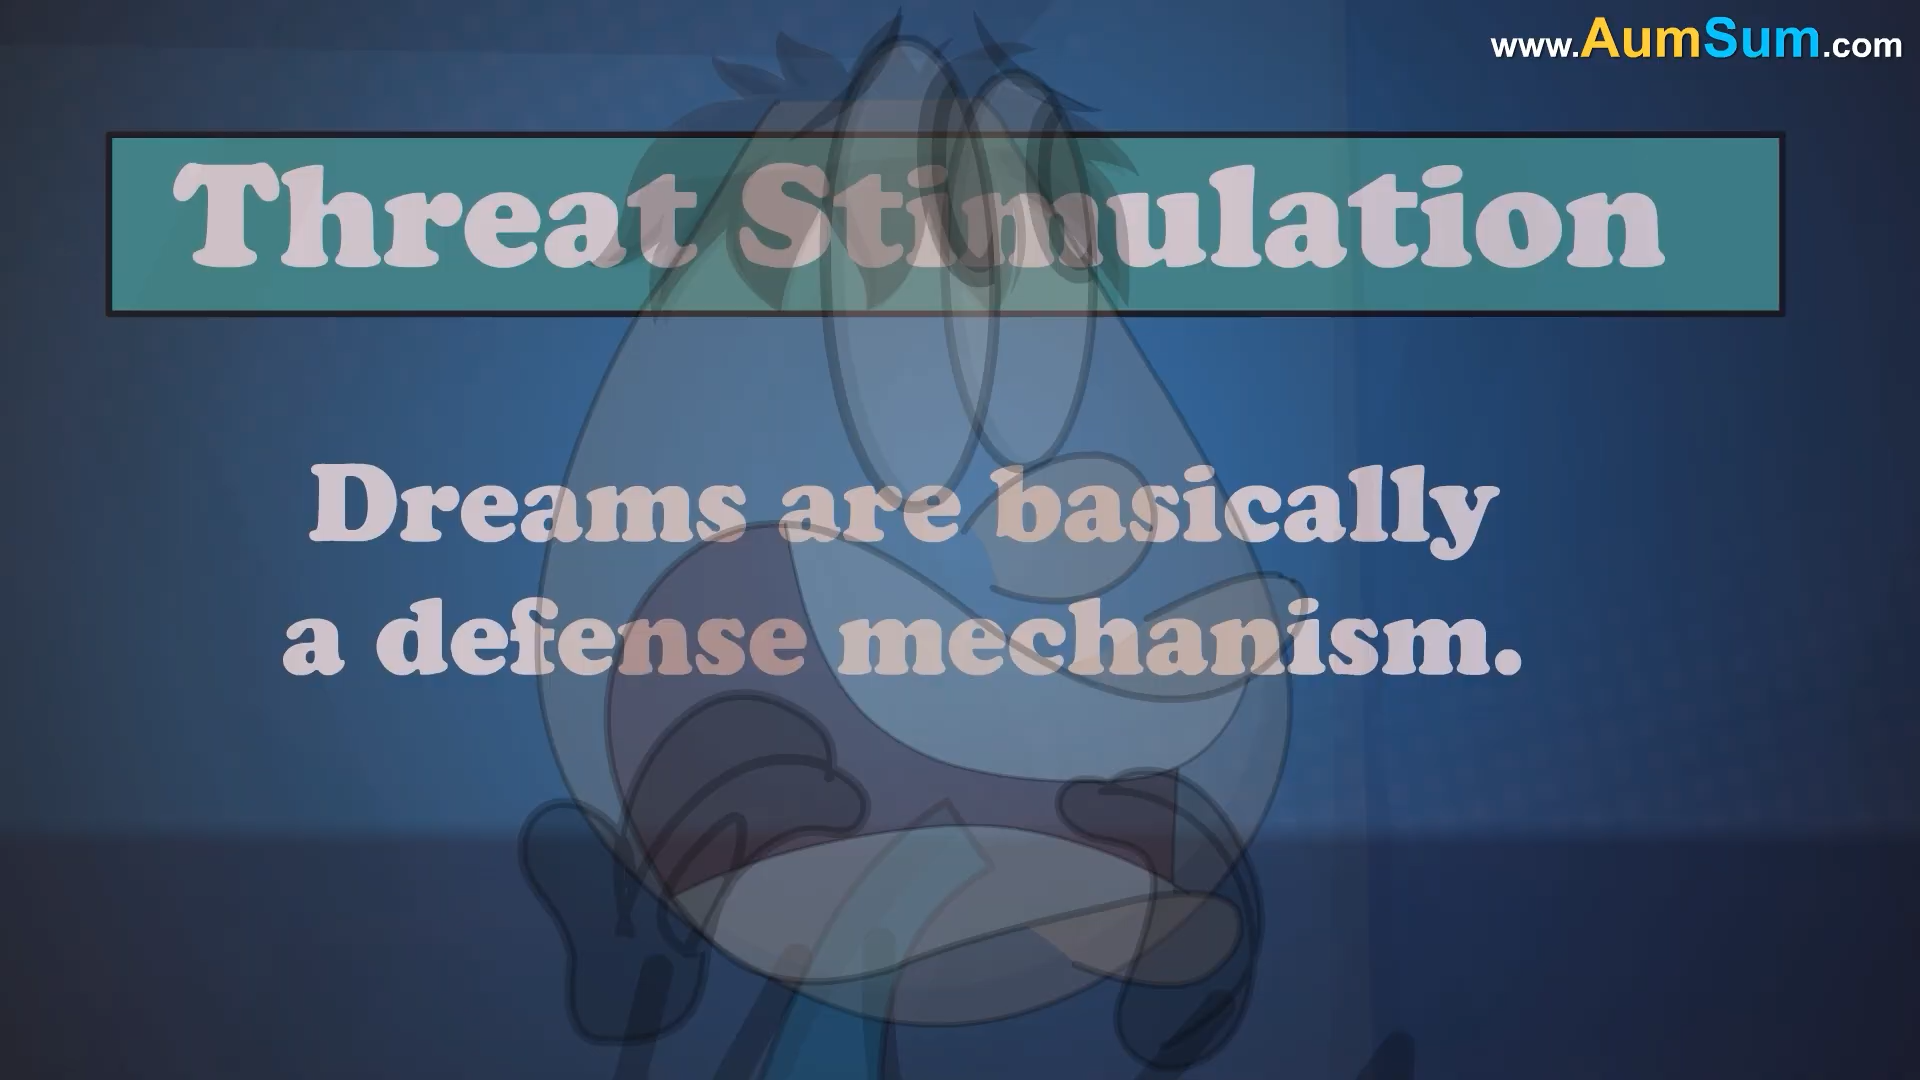 www.AumSum.com
Threat Stimulation
Dreams are basically
a defense mechanism.